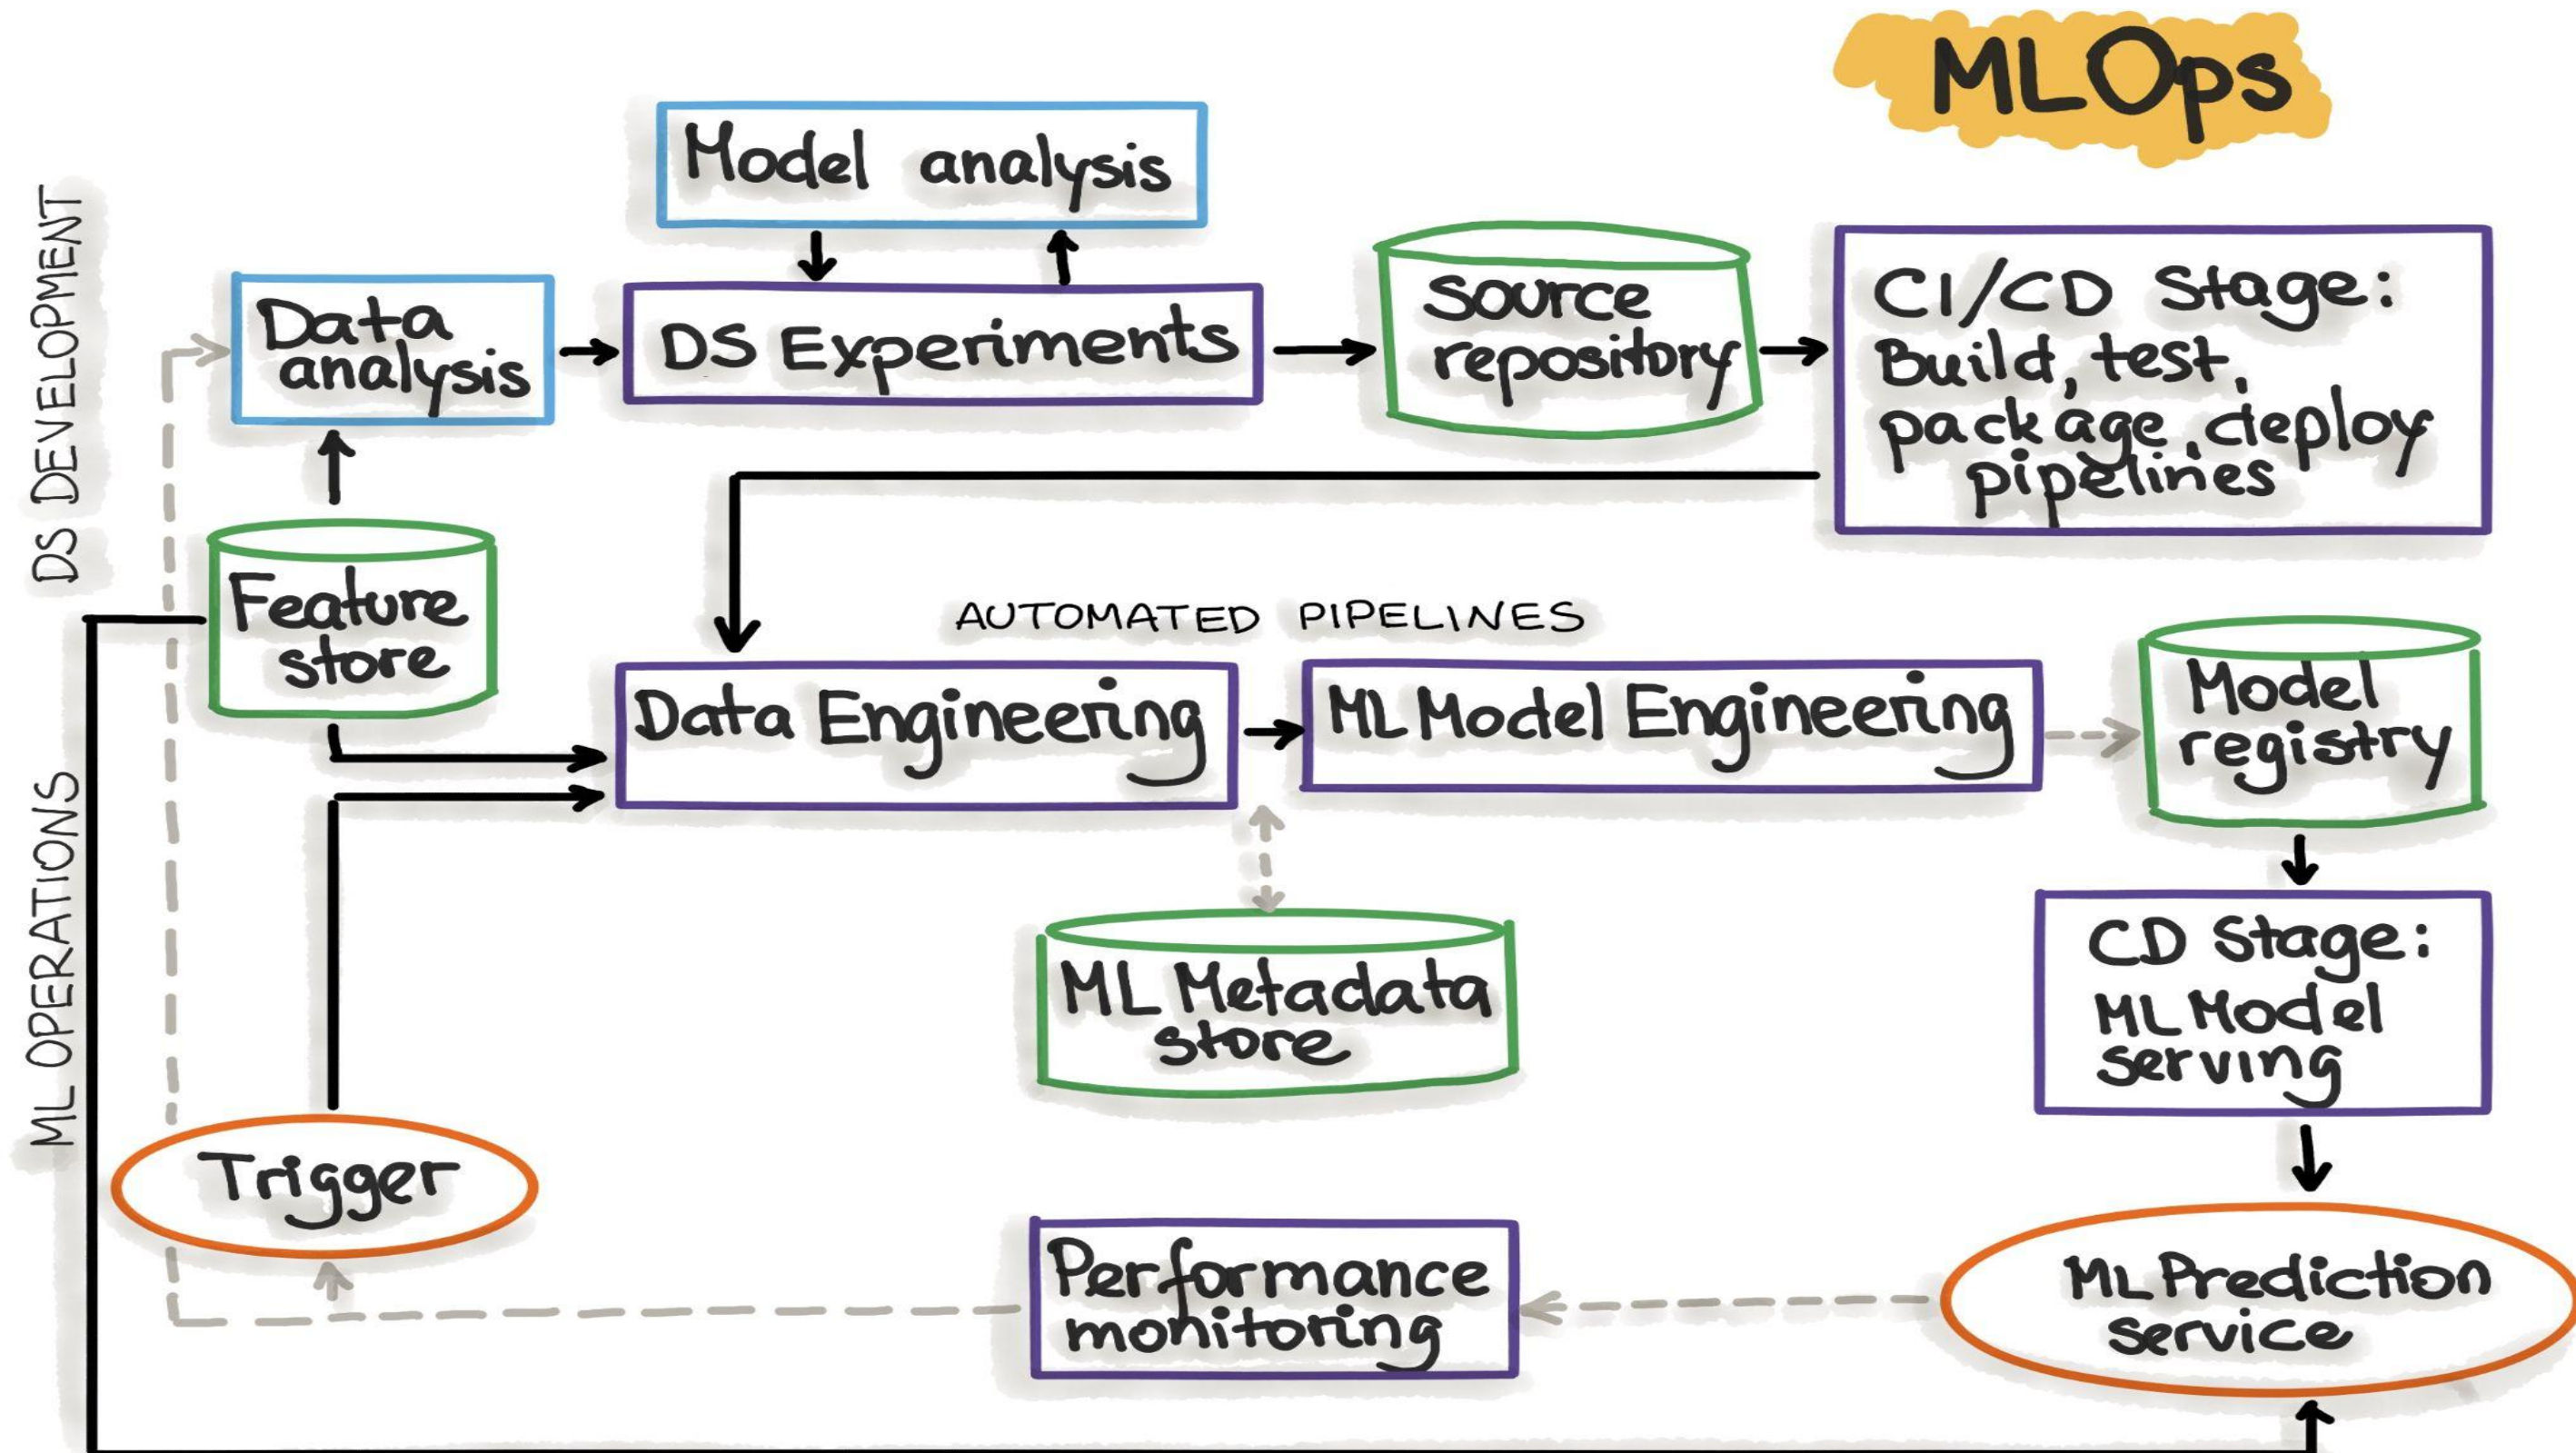 MLOps
Model analysis
DS DEVELOPMENT
Data
analysis
DS Experiments
Source
repository
CI/CD Stage:
Build, test,
package, deploy
pipelines
Feature
store
AUTOMATED PIPELINES
Data Engineering
ML Model Engineering
Model
registry
ML OPERATIONS
ML Metadata
store
CD Stage:
ML Model
serving
Trigger
Performance
monitoring
ML Prediction
service